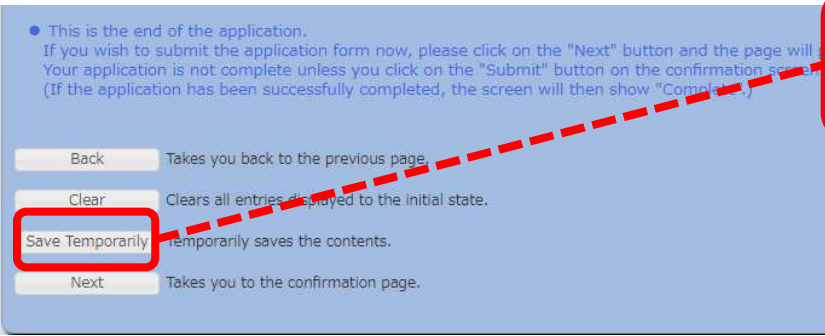 ● This is the end of the application.
If you wish to submit the application form now, please click on the "Next" button and the page will
Your application is not complete unless you click on the "Submit" button on the confirmation screen
(If the application has been successfully completed, the screen will then show "Complete".)
Back Takes you back to the previous page.
Clear Clears all entries displayed to the initial state.
Save Temporarily Temporarily saves the contents.
Next Takes you to the confirmation page.